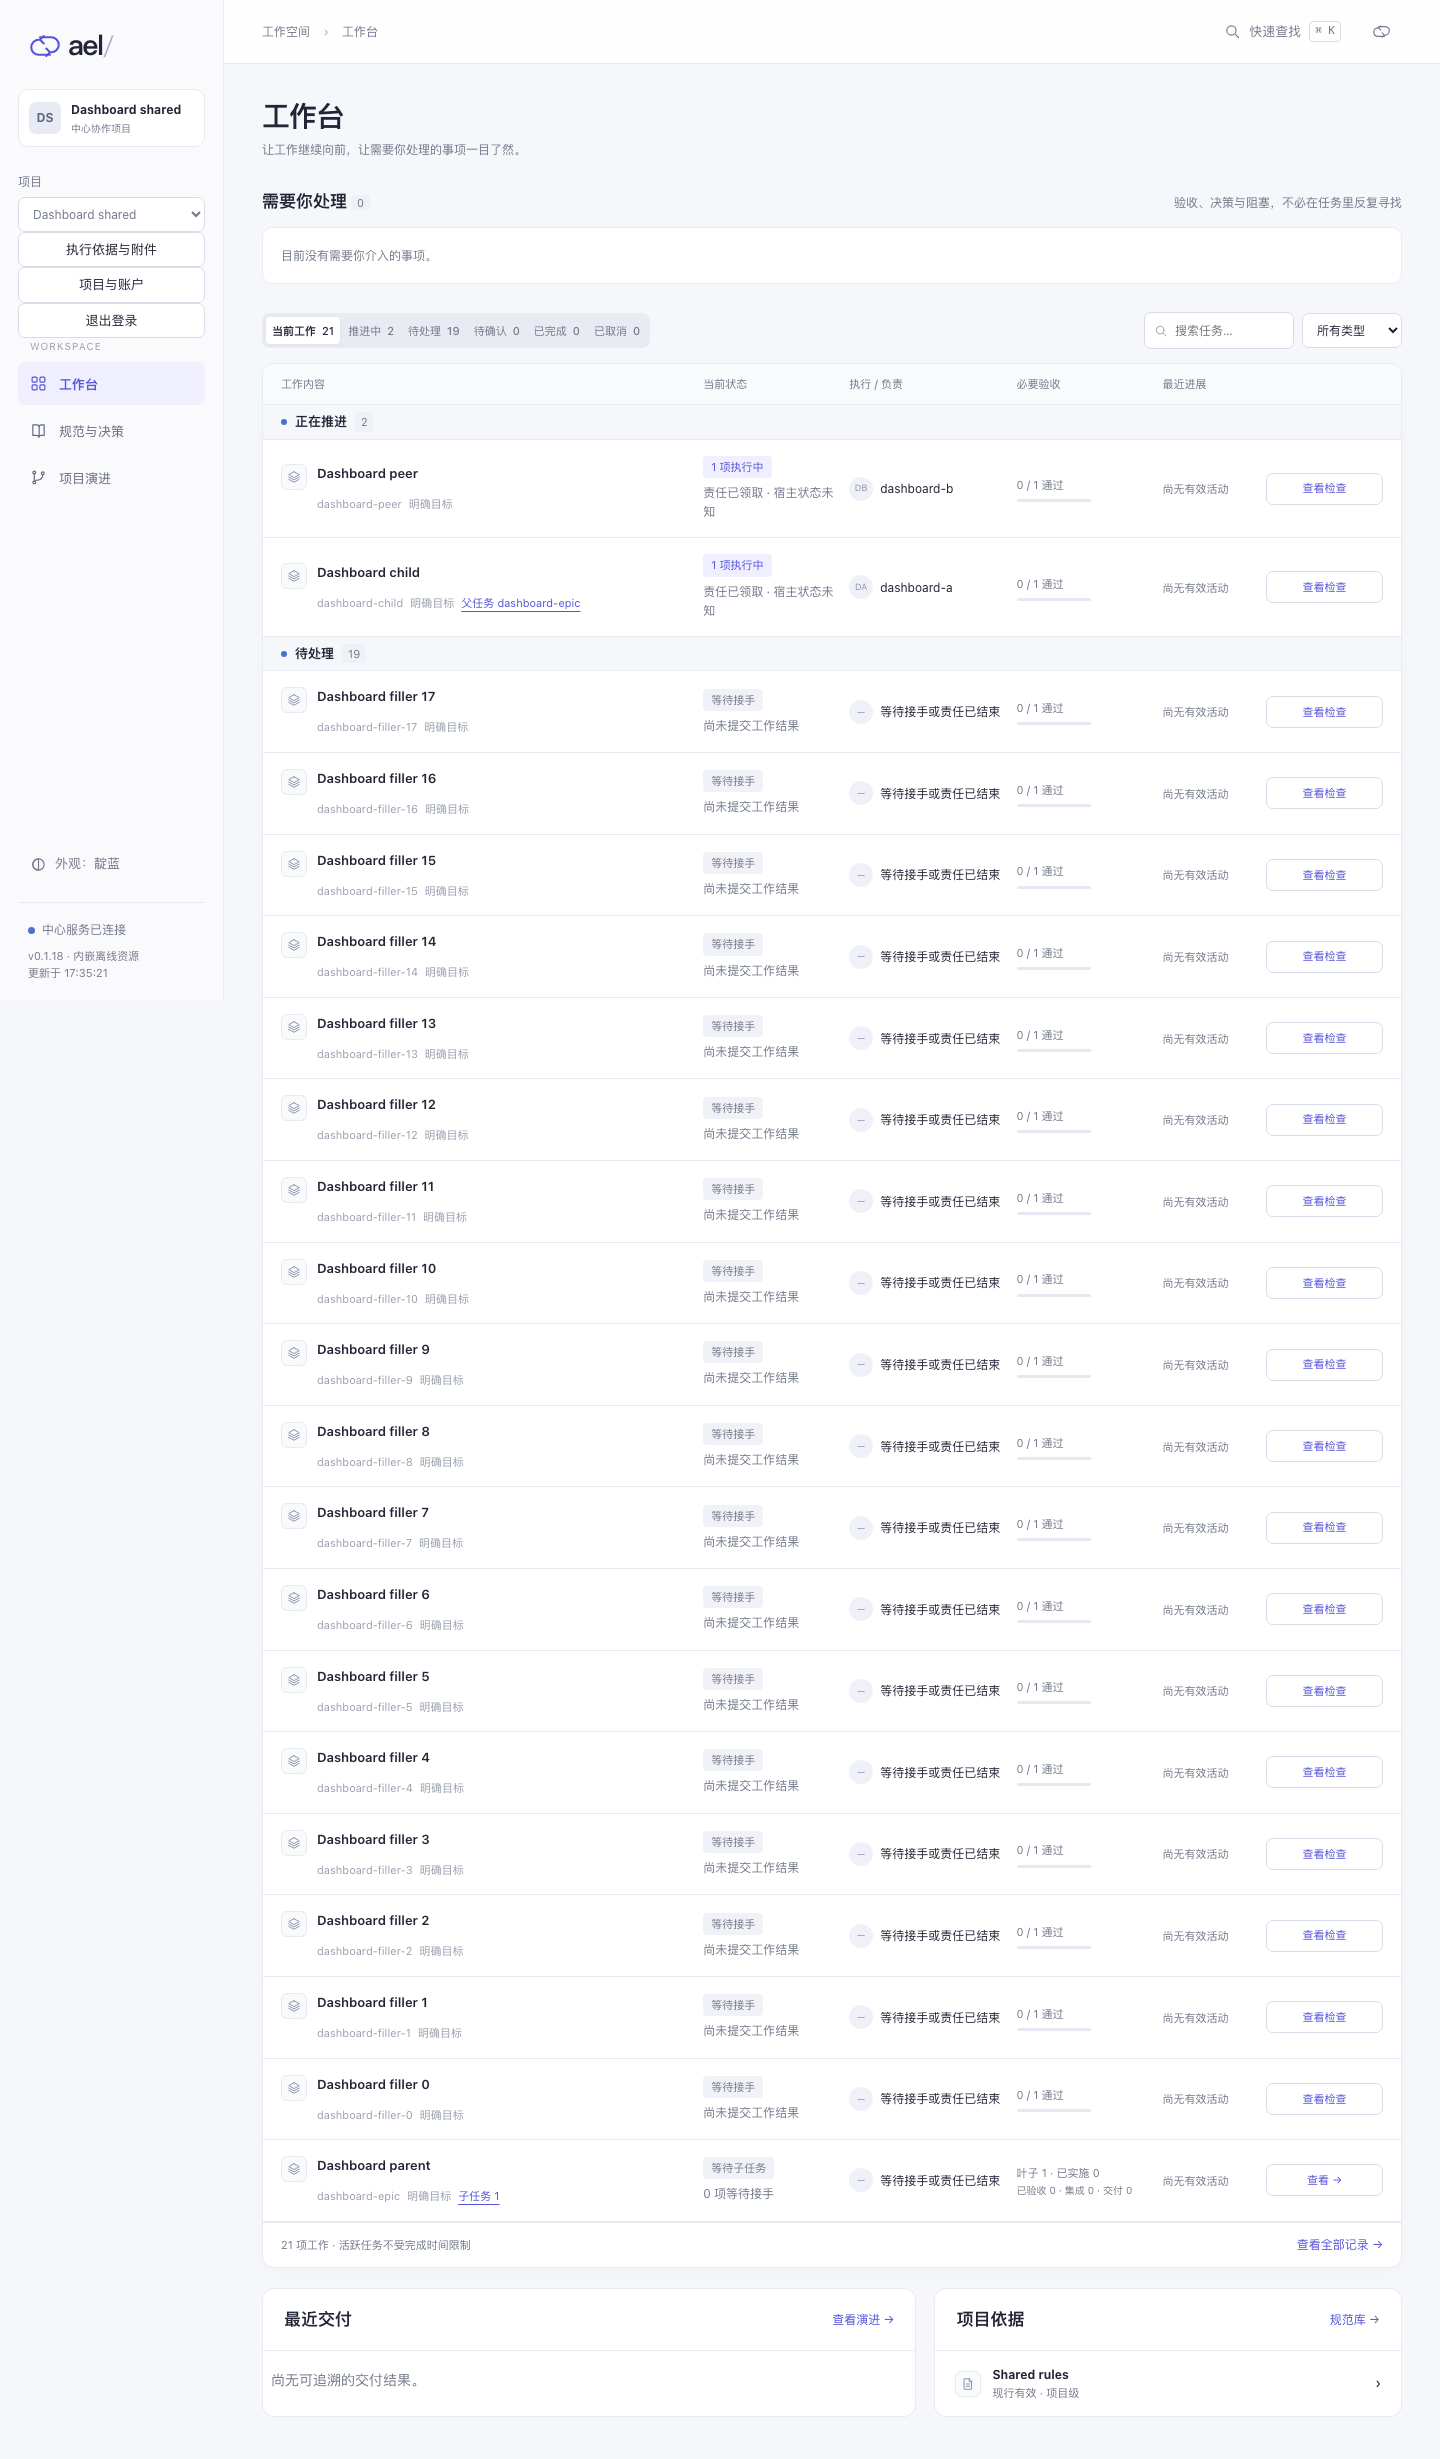 ael/
DS
Dashboard shared
中心协作项目
项目
Dashboard shared
执行依据与附件
项目与账户
退出登录
WORKSPACE
工作台
规范与决策
项目演进
外观：靛蓝
中心服务已连接
v0.1.18 · 内嵌离线资源
更新于 17:35:21
工作空间 › 工作台
快速查找 ⌘ K
工作台
让工作继续向前，让需要你处理的事项一目了然。
需要你处理 0
验收、决策与阻塞，不必在任务里反复寻找
目前没有需要你介入的事项。
当前工作 21 推进中 2 待处理 19 待确认 0 已完成 0 已取消 0
搜索任务...
所有类型
工作内容 当前状态 执行 / 负责 必要验收 最近进展
正在推进 2
Dashboard peer
dashboard-peer 明确目标
1 项执行中
责任已领取 · 宿主状态未
知
DB dashboard-b
0 / 1 通过
尚无有效活动
查看检查
Dashboard child
dashboard-child 明确目标 父任务 dashboard-epic
1 项执行中
责任已领取 · 宿主状态未
知
DA dashboard-a
0 / 1 通过
尚无有效活动
查看检查
待处理 19
Dashboard filler 17
dashboard-filler-17 明确目标
等待接手
尚未提交工作结果
— 等待接手或责任已结束
0 / 1 通过
尚无有效活动
查看检查
Dashboard filler 16
dashboard-filler-16 明确目标
等待接手
尚未提交工作结果
— 等待接手或责任已结束
0 / 1 通过
尚无有效活动
查看检查
Dashboard filler 15
dashboard-filler-15 明确目标
等待接手
尚未提交工作结果
— 等待接手或责任已结束
0 / 1 通过
尚无有效活动
查看检查
Dashboard filler 14
dashboard-filler-14 明确目标
等待接手
尚未提交工作结果
— 等待接手或责任已结束
0 / 1 通过
尚无有效活动
查看检查
Dashboard filler 13
dashboard-filler-13 明确目标
等待接手
尚未提交工作结果
— 等待接手或责任已结束
0 / 1 通过
尚无有效活动
查看检查
Dashboard filler 12
dashboard-filler-12 明确目标
等待接手
尚未提交工作结果
— 等待接手或责任已结束
0 / 1 通过
尚无有效活动
查看检查
Dashboard filler 11
dashboard-filler-11 明确目标
等待接手
尚未提交工作结果
— 等待接手或责任已结束
0 / 1 通过
尚无有效活动
查看检查
Dashboard filler 10
dashboard-filler-10 明确目标
等待接手
尚未提交工作结果
— 等待接手或责任已结束
0 / 1 通过
尚无有效活动
查看检查
Dashboard filler 9
dashboard-filler-9 明确目标
等待接手
尚未提交工作结果
— 等待接手或责任已结束
0 / 1 通过
尚无有效活动
查看检查
Dashboard filler 8
dashboard-filler-8 明确目标
等待接手
尚未提交工作结果
— 等待接手或责任已结束
0 / 1 通过
尚无有效活动
查看检查
Dashboard filler 7
dashboard-filler-7 明确目标
等待接手
尚未提交工作结果
— 等待接手或责任已结束
0 / 1 通过
尚无有效活动
查看检查
Dashboard filler 6
dashboard-filler-6 明确目标
等待接手
尚未提交工作结果
— 等待接手或责任已结束
0 / 1 通过
尚无有效活动
查看检查
Dashboard filler 5
dashboard-filler-5 明确目标
等待接手
尚未提交工作结果
— 等待接手或责任已结束
0 / 1 通过
尚无有效活动
查看检查
Dashboard filler 4
dashboard-filler-4 明确目标
等待接手
尚未提交工作结果
— 等待接手或责任已结束
0 / 1 通过
尚无有效活动
查看检查
Dashboard filler 3
dashboard-filler-3 明确目标
等待接手
尚未提交工作结果
— 等待接手或责任已结束
0 / 1 通过
尚无有效活动
查看检查
Dashboard filler 2
dashboard-filler-2 明确目标
等待接手
尚未提交工作结果
— 等待接手或责任已结束
0 / 1 通过
尚无有效活动
查看检查
Dashboard filler 1
dashboard-filler-1 明确目标
等待接手
尚未提交工作结果
— 等待接手或责任已结束
0 / 1 通过
尚无有效活动
查看检查
Dashboard filler 0
dashboard-filler-0 明确目标
等待接手
尚未提交工作结果
— 等待接手或责任已结束
0 / 1 通过
尚无有效活动
查看检查
Dashboard parent
dashboard-epic 明确目标 子任务 1
等待子任务
0 项等待接手
— 等待接手或责任已结束
叶子 1 · 已实施 0
已验收 0 · 集成 0 · 交付 0
尚无有效活动
查看 →
21 项工作 · 活跃任务不受完成时间限制
查看全部记录 →
最近交付
查看演进 →
尚无可追溯的交付结果。
项目依据
规范库 →
Shared rules
现行有效 · 项目级
›